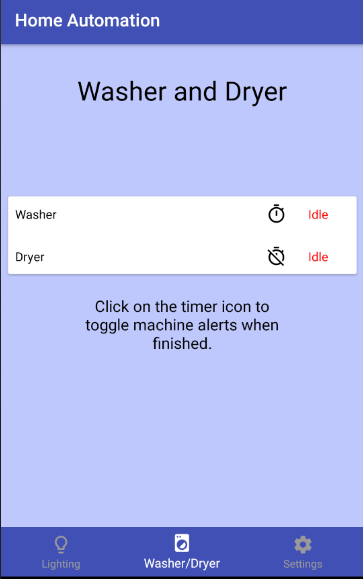 Home Automation
Washer and Dryer
Washer Idle
Dryer Idle
Click on the timer icon to
toggle machine alerts when
finished.
Lighting Washer/Dryer Settings